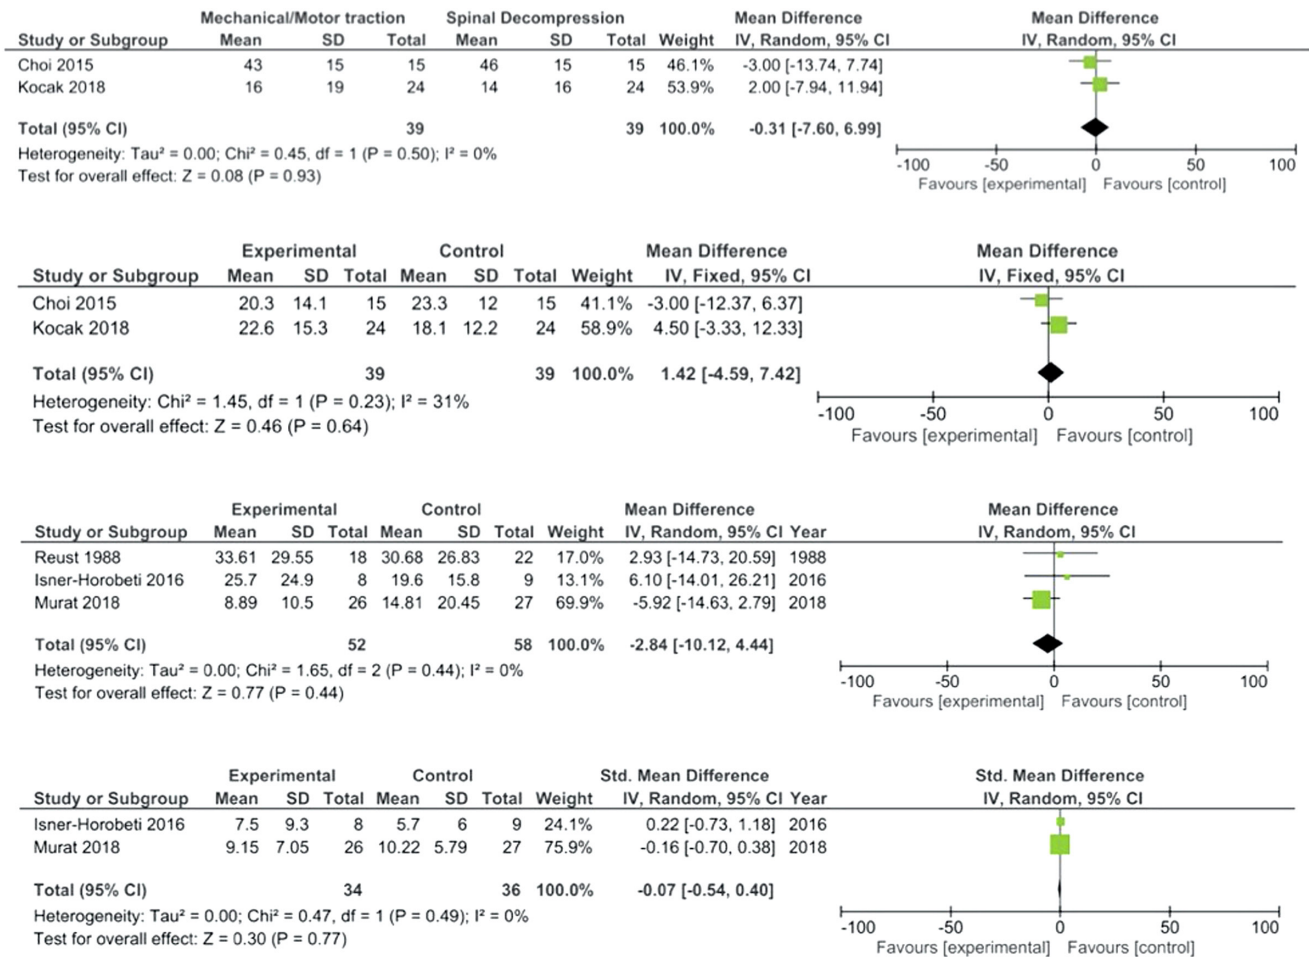 Mechanical/Motor traction Spinal Decompression Mean Difference Mean Difference
Study or Subgroup Mean SD Total Mean SD Total Weight IV, Random, 95% CI IV, Random, 95% CI
Choi 2015 43 15 15 46 15 15 46.1% -3.00 [-13.74, 7.74]
Kocak 2018 16 19 24 14 16 24 53.9% 2.00 [-7.94, 11.94]
Total (95% CI) 39 39 100.0% -0.31 [-7.60, 6.99]
Heterogeneity: Tau² = 0.00; Chi² = 0.45, df = 1 (P = 0.50); I² = 0%
Test for overall effect: Z = 0.08 (P = 0.93)
-100 -50 0 50 100
Favours [experimental] Favours [control]
Experimental Control Mean Difference Mean Difference
Study or Subgroup Mean SD Total Mean SD Total Weight IV, Fixed, 95% CI IV, Fixed, 95% CI
Choi 2015 20.3 14.1 15 23.3 12 15 41.1% -3.00 [-12.37, 6.37]
Kocak 2018 22.6 15.3 24 18.1 12.2 24 58.9% 4.50 [-3.33, 12.33]
Total (95% CI) 39 39 100.0% 1.42 [-4.59, 7.42]
Heterogeneity: Chi² = 1.45, df = 1 (P = 0.23); I² = 31%
Test for overall effect: Z = 0.46 (P = 0.64)
-100 -50 0 50 100
Favours [experimental] Favours [control]
Experimental Control Mean Difference Mean Difference
Study or Subgroup Mean SD Total Mean SD Total Weight IV, Random, 95% CI Year IV, Random, 95% CI
Reust 1988 33.61 29.55 18 30.68 26.83 22 17.0% 2.93 [-14.73, 20.59] 1988
Isner-Horobeti 2016 25.7 24.9 8 19.6 15.8 9 13.1% 6.10 [-14.01, 26.21] 2016
Murat 2018 8.89 10.5 26 14.81 20.45 27 69.9% -5.92 [-14.63, 2.79] 2018
Total (95% CI) 52 58 100.0% -2.84 [-10.12, 4.44]
Heterogeneity: Tau² = 0.00; Chi² = 1.65, df = 2 (P = 0.44); I² = 0%
Test for overall effect: Z = 0.77 (P = 0.44)
-100 -50 0 50 100
Favours [experimental] Favours [control]
Experimental Control Std. Mean Difference Std. Mean Difference
Study or Subgroup Mean SD Total Mean SD Total Weight IV, Random, 95% CI Year IV, Random, 95% CI
Isner-Horobeti 2016 7.5 9.3 8 5.7 6 9 24.1% 0.22 [-0.73, 1.18] 2016
Murat 2018 9.15 7.05 26 10.22 5.79 27 75.9% -0.16 [-0.70, 0.38] 2018
Total (95% CI) 34 36 100.0% -0.07 [-0.54, 0.40]
Heterogeneity: Tau² = 0.00; Chi² = 0.47, df = 1 (P = 0.49); I² = 0%
Test for overall effect: Z = 0.30 (P = 0.77)
-100 -50 0 50 100
Favours [experimental] Favours [control]